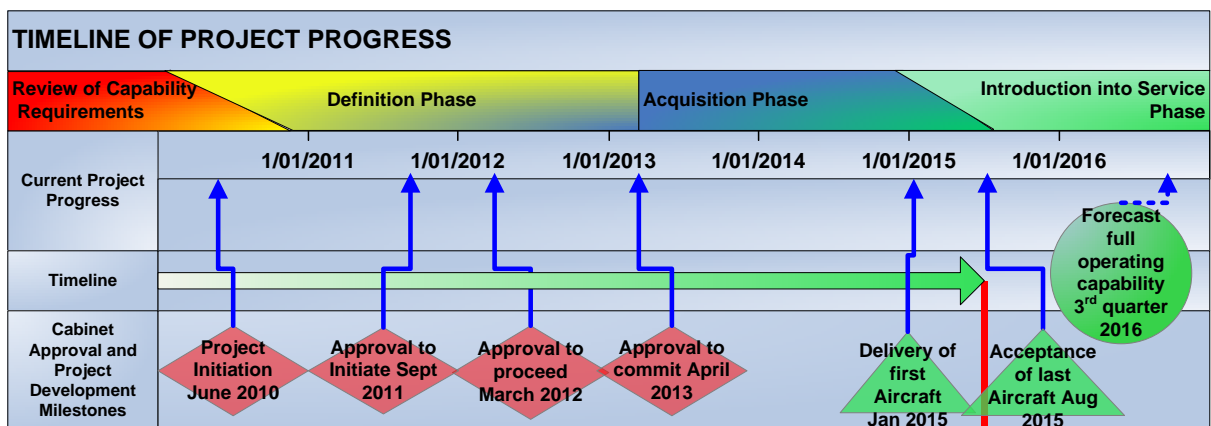 TIMELINE OF PROJECT PROGRESS
Review of Capability
Requirements
Definition Phase
Acquisition Phase
Introduction into Service
Phase
Current Project
Progress
1/01/2011
1/01/2012
1/01/2013
1/01/2014
1/01/2015
1/01/2016
Forecast
full
operating
capability
3rd quarter
2016
Timeline
Cabinet
Approval and
Project
Development
Milestones
Project
Initiation
June 2010
Approval to
Initiate Sept
2011
Approval to
proceed
March 2012
Approval to
commit April
2013
Delivery of
first
Aircraft
Jan 2015
Acceptance
of last
Aircraft Aug
2015